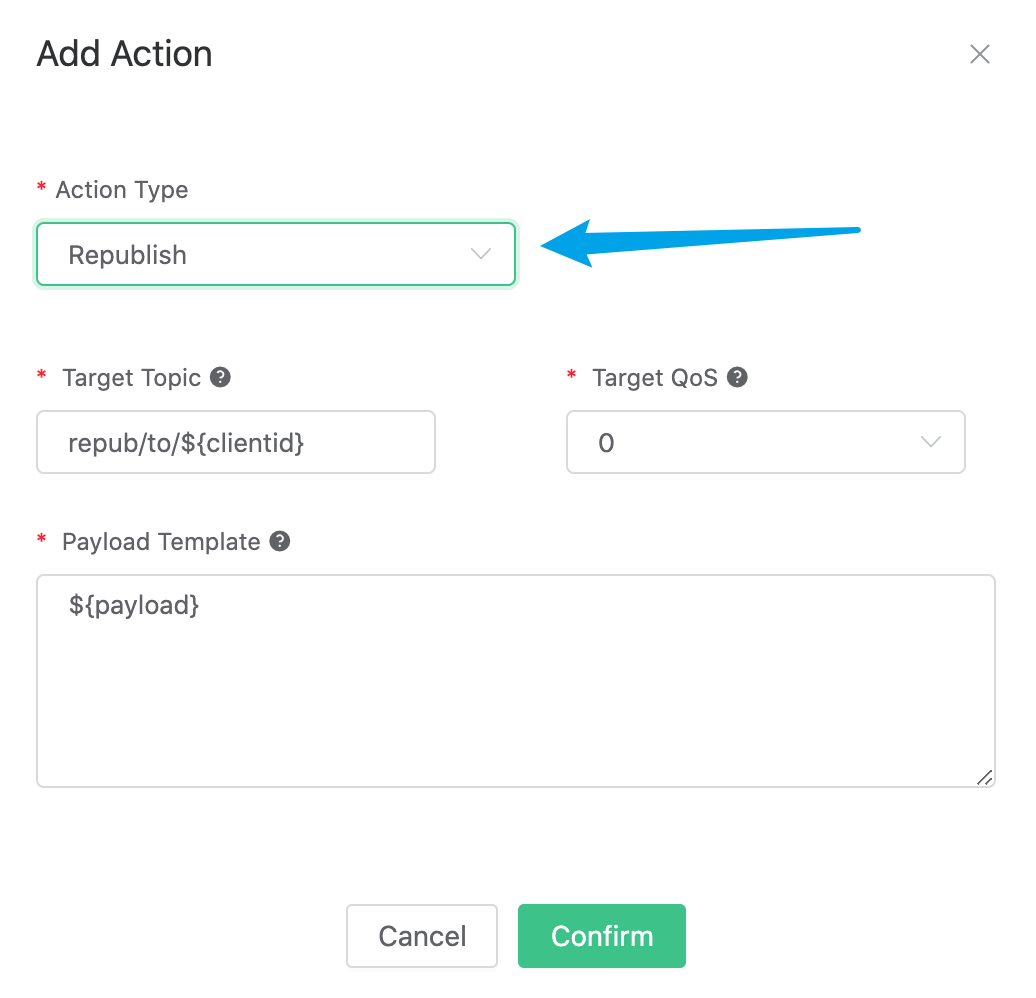 Add Action
* Action Type
Republish
* Target Topic ?
* Target QoS ?
repub/to/${clientid}
0
* Payload Template ?
${payload}
Cancel
Confirm